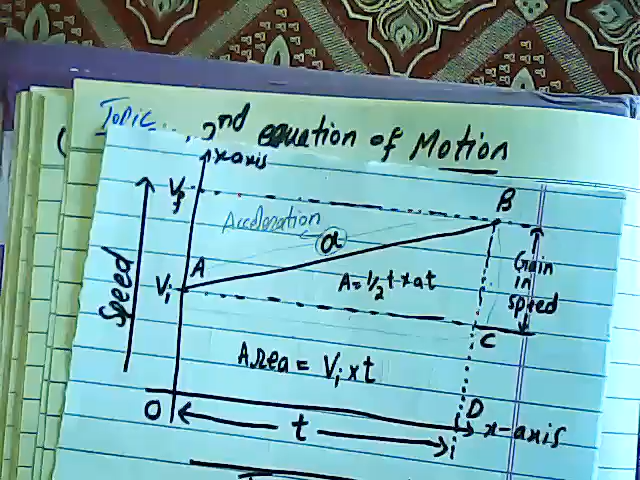 Topic... 2nd equation of Motion
x axis
Vf
B
Acceleration
a
A
Gain
in
speed
Speed
Vi
A=1/2 t x at
C
Area = Vi x t
O
D
x-axis
t